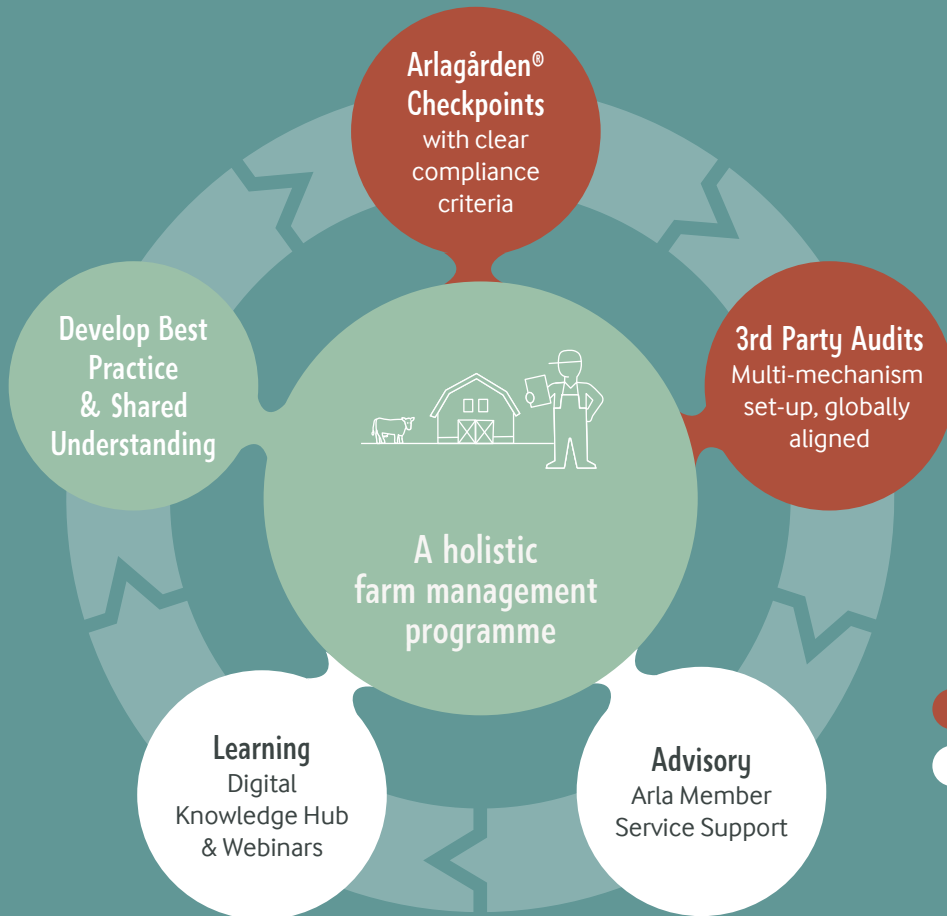 Arlagården®
Checkpoints
with clear
compliance
criteria
3rd Party Audits
Multi-mechanism
set-up, globally
aligned
Develop Best
Practice
& Shared
Understanding
A holistic
farm management
programme
Learning
Digital
Knowledge Hub
& Webinars
Advisory
Arla Member
Service Support